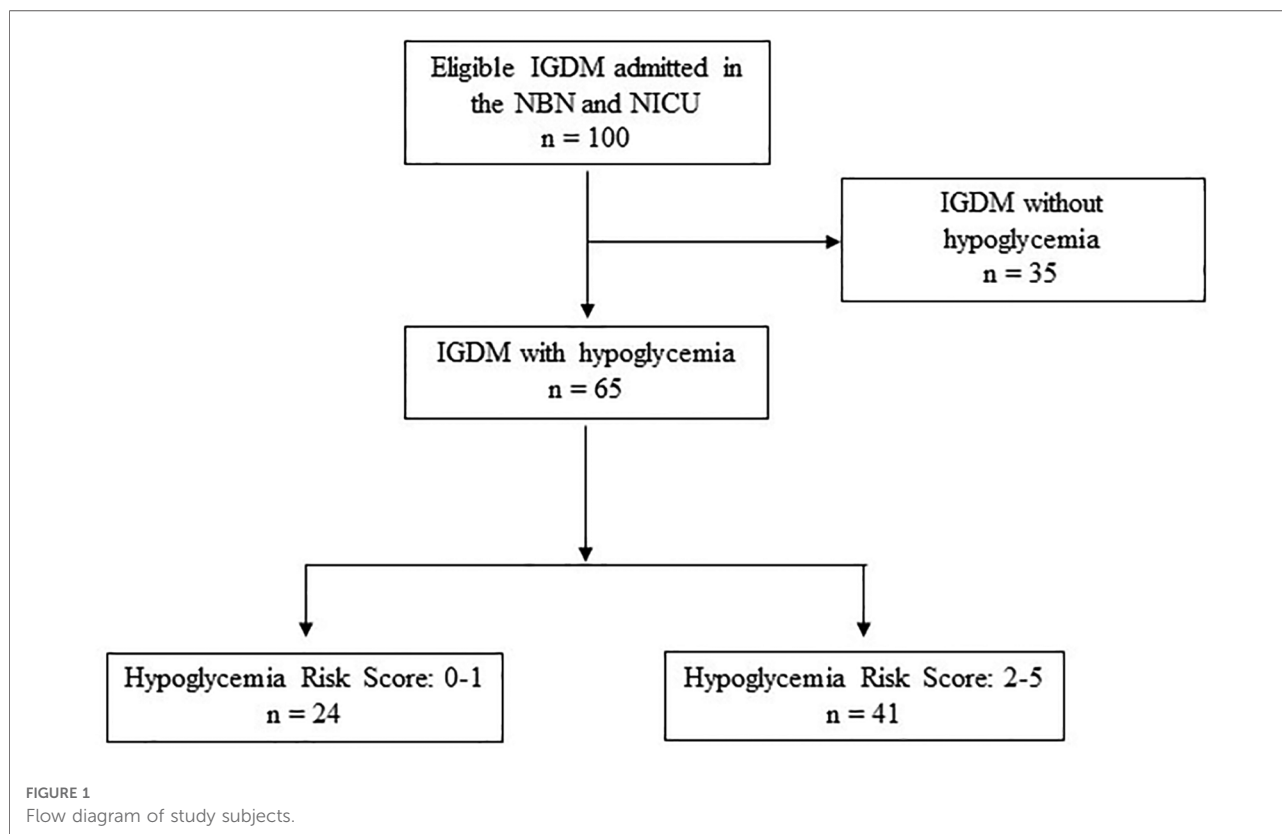 Eligible IGDM admitted in
the NBN and NICU
n = 100
IGDM without
hypoglycemia
n = 35
IGDM with hypoglycemia
n = 65
Hypoglycemia Risk Score: 0-1
n = 24
Hypoglycemia Risk Score: 2-5
n = 41
FIGURE 1
Flow diagram of study subjects.